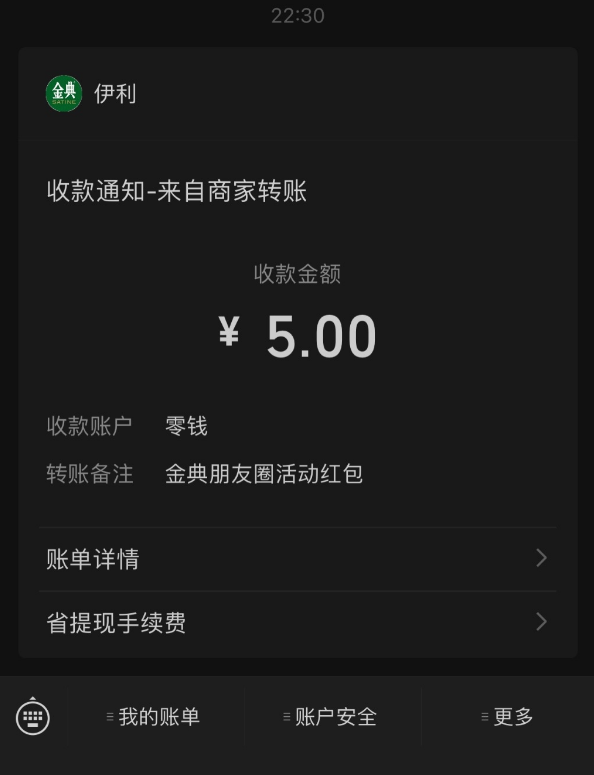 22:30
金典
SATINE
伊利
收款通知-来自商家转账
收款金额
¥ 5.00
收款账户 零钱
转账备注 金典朋友圈活动红包
账单详情
省提现手续费
我的账单 账户安全 更多